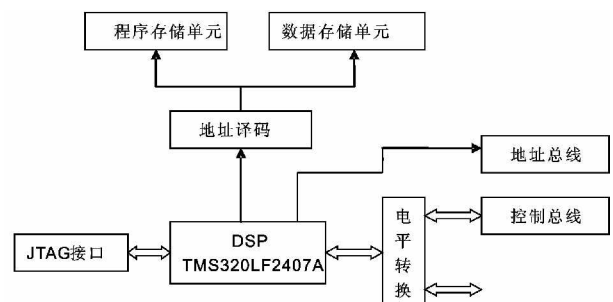 程序存储单元
数据存储单元
地址译码
地址总线
DSP
TMS320LF2407A
JTAG接口
电
平
转
换
控制总线